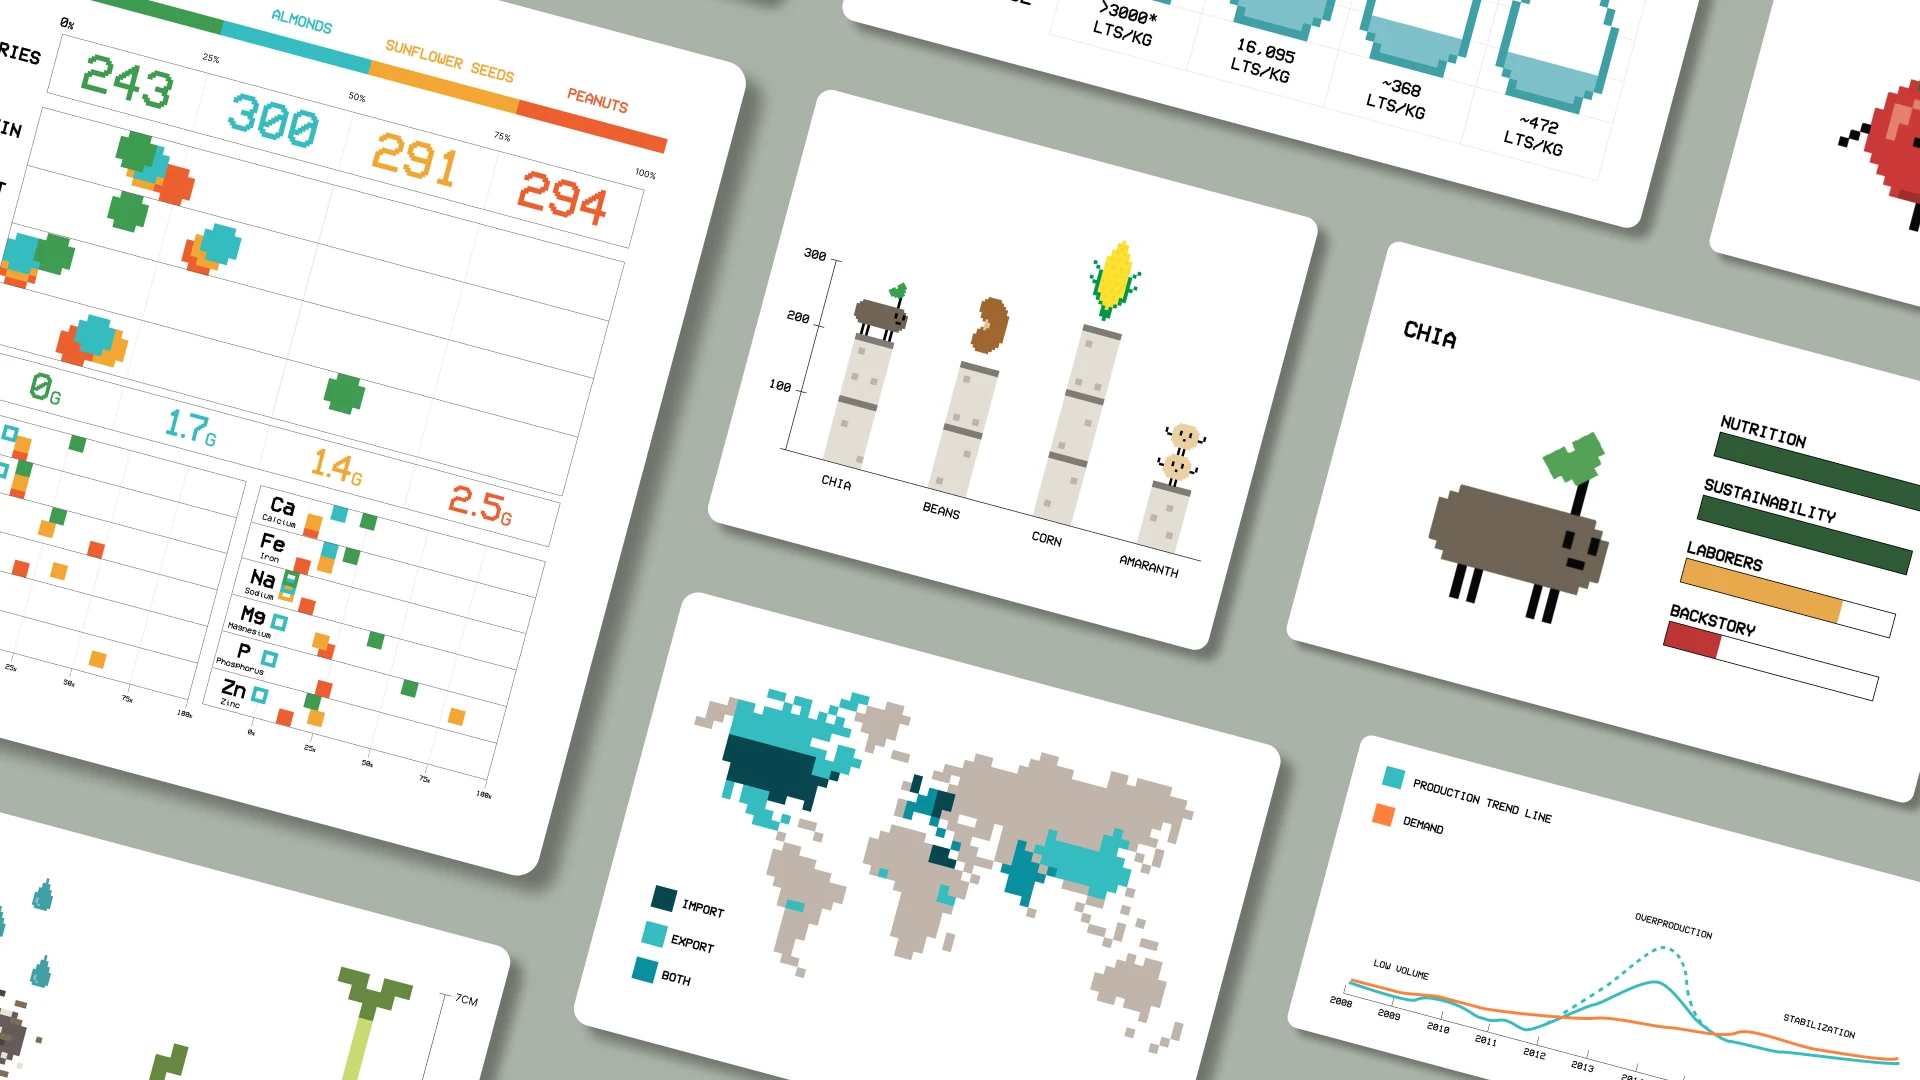 0%
ALMONDS
SUNFLOWER SEEDS
PEANUTS
25%
50%
75%
100%
243
300
291
294
0G
1.7G
1.4G
2.5G
Ca
Calcium
Fe
Iron
Na
Sodium
Mg
Magnesium
P
Phosphorus
Zn
Zinc
25%
50%
75%
100%
0%
25%
50%
75%
100%
>3000*
LTS/KG
16,095
LTS/KG
~368
LTS/KG
~472
LTS/KG
300
200
100
CHIA
BEANS
CORN
AMARANTH
CHIA
NUTRITION
SUSTAINABILITY
LABORERS
BACKSTORY
IMPORT
EXPORT
BOTH
PRODUCTION TREND LINE
DEMAND
OVERPRODUCTION
LOW VOLUME
STABILIZATION
2008
2009
2010
2011
2012
2013
7CM